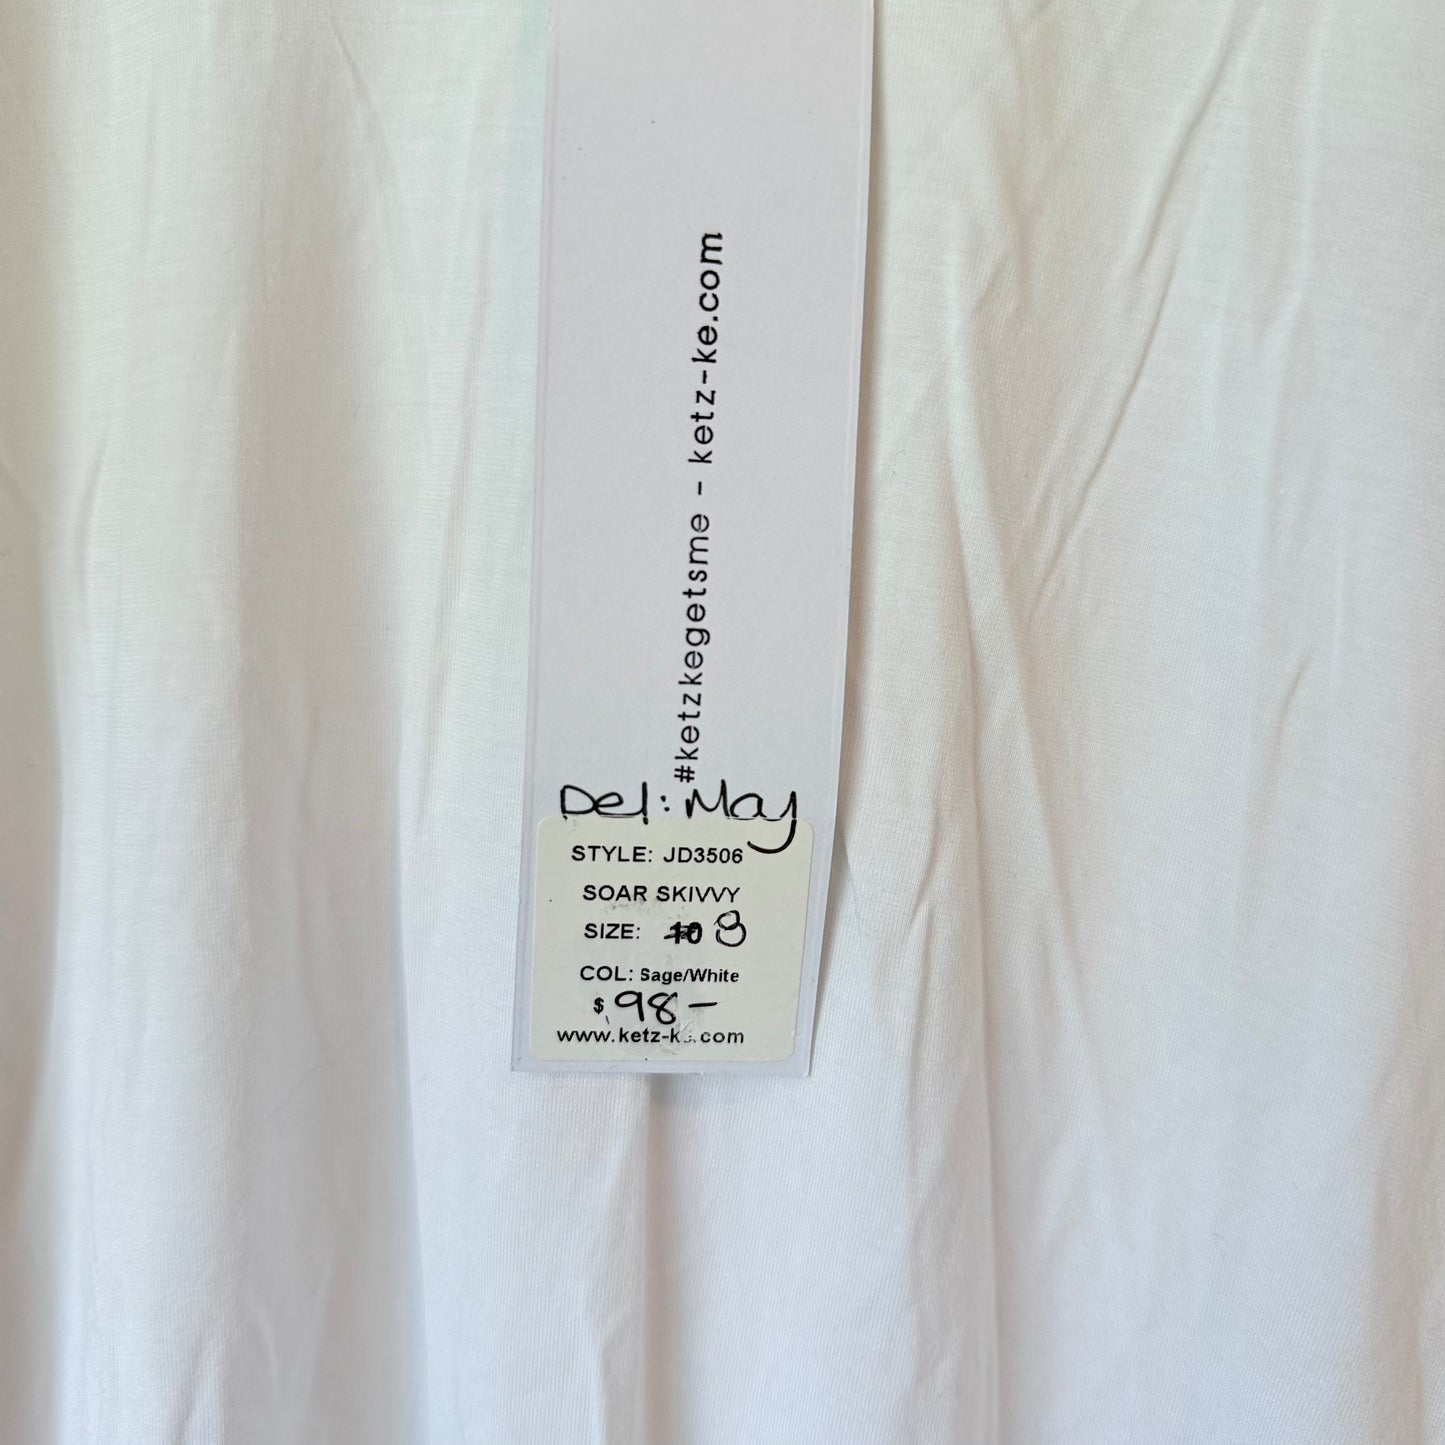 #ketzkegetsme - ketz-ke.com
Del: May
STYLE: JD3506
SOAR SKIVVY
SIZE: 10 8
COL: Sage/White
$ 98-
www.ketz-ke.com